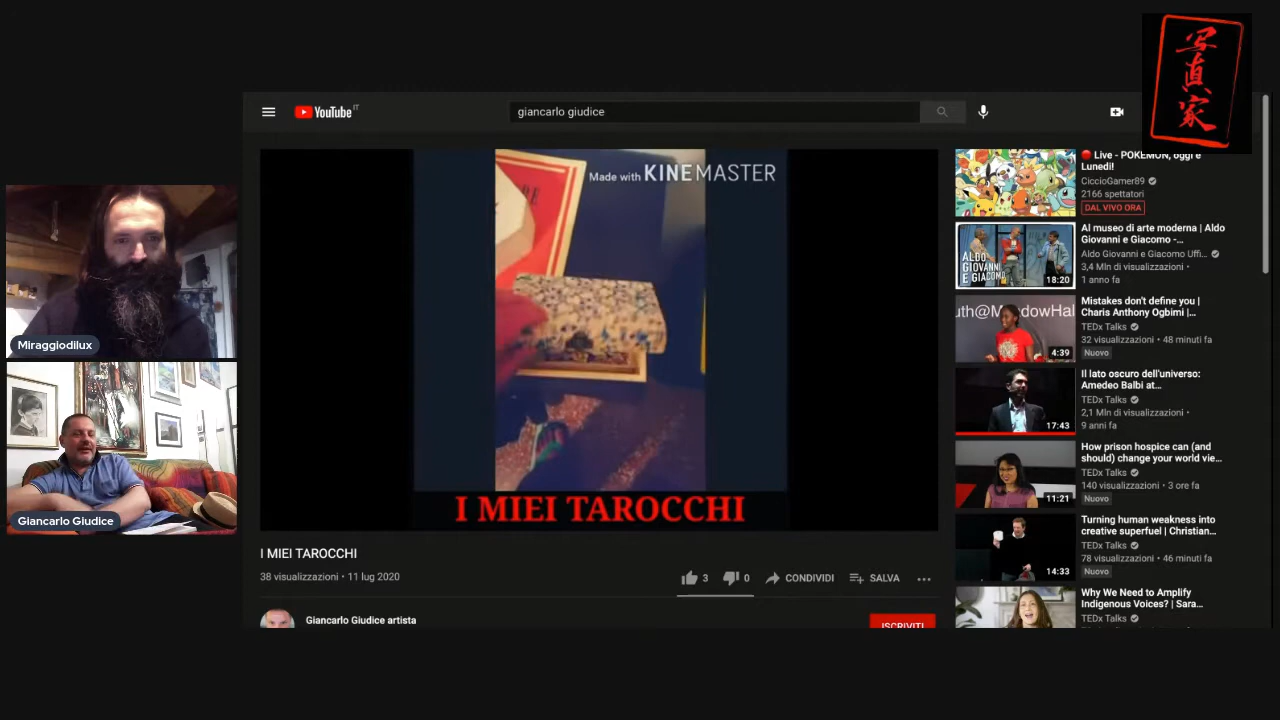 写真家
YouTube IT
giancarlo giudice
Made with KINEMASTER
I MIEI TAROCCHI
I MIEI TAROCCHI
38 visualizzazioni • 11 lug 2020
3
0
CONDIVIDI
SALVA
Giancarlo Giudice artista
ISCRIVITI
Miraggiodilux
Giancarlo Giudice
Live - POKEMON, oggi è
Lunedì!
CiccioGamer89
2166 spettatori
DAL VIVO ORA
ALDO
GIOVANNI
E GIACOMO
18:20
Al museo di arte moderna | Aldo
Giovanni e Giacomo -...
Aldo Giovanni e Giacomo Uffi...
3,4 Mln di visualizzazioni •
1 anno fa
4:39
Mistakes don't define you |
Charis Anthony Ogbimi |...
TEDx Talks
32 visualizzazioni • 48 minuti fa
Nuovo
17:43
Il lato oscuro dell'universo:
Amedeo Balbi at...
TEDx Talks
2,1 Mln di visualizzazioni •
9 anni fa
11:21
How prison hospice can (and
should) change your world vie...
TEDx Talks
140 visualizzazioni • 3 ore fa
Nuovo
14:33
Turning human weakness into
creative superfuel | Christian...
TEDx Talks
78 visualizzazioni • 46 minuti fa
Nuovo
Why We Need to Amplify
Indigenous Voices? | Sara...
TEDx Talks